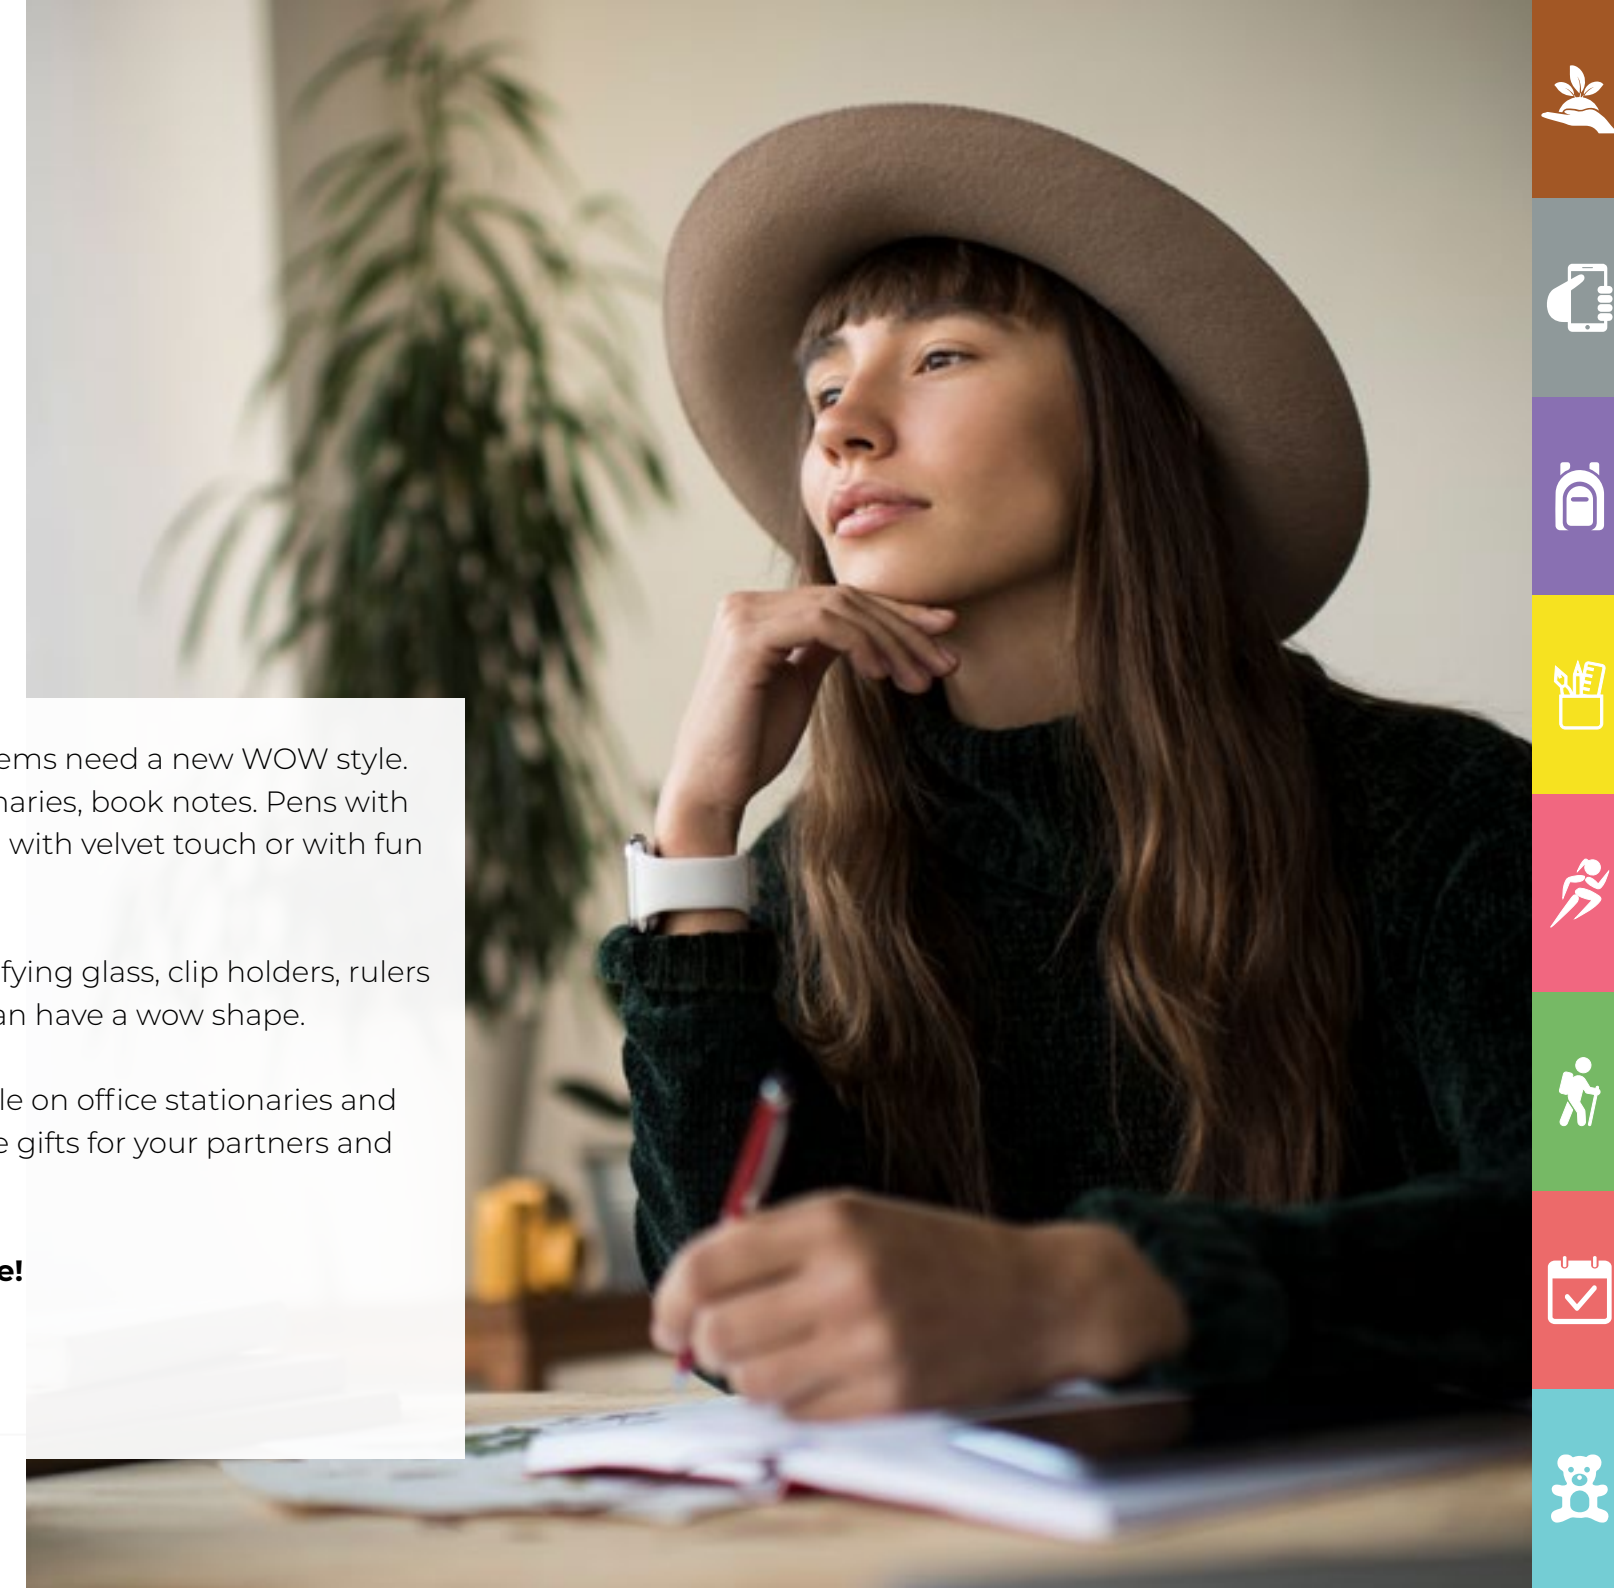 ems need a new WOW style.
naries, book notes. Pens with
with velvet touch or with fun
fying glass, clip holders, rulers
an have a wow shape.
le on office stationaries and
e gifts for your partners and
e!